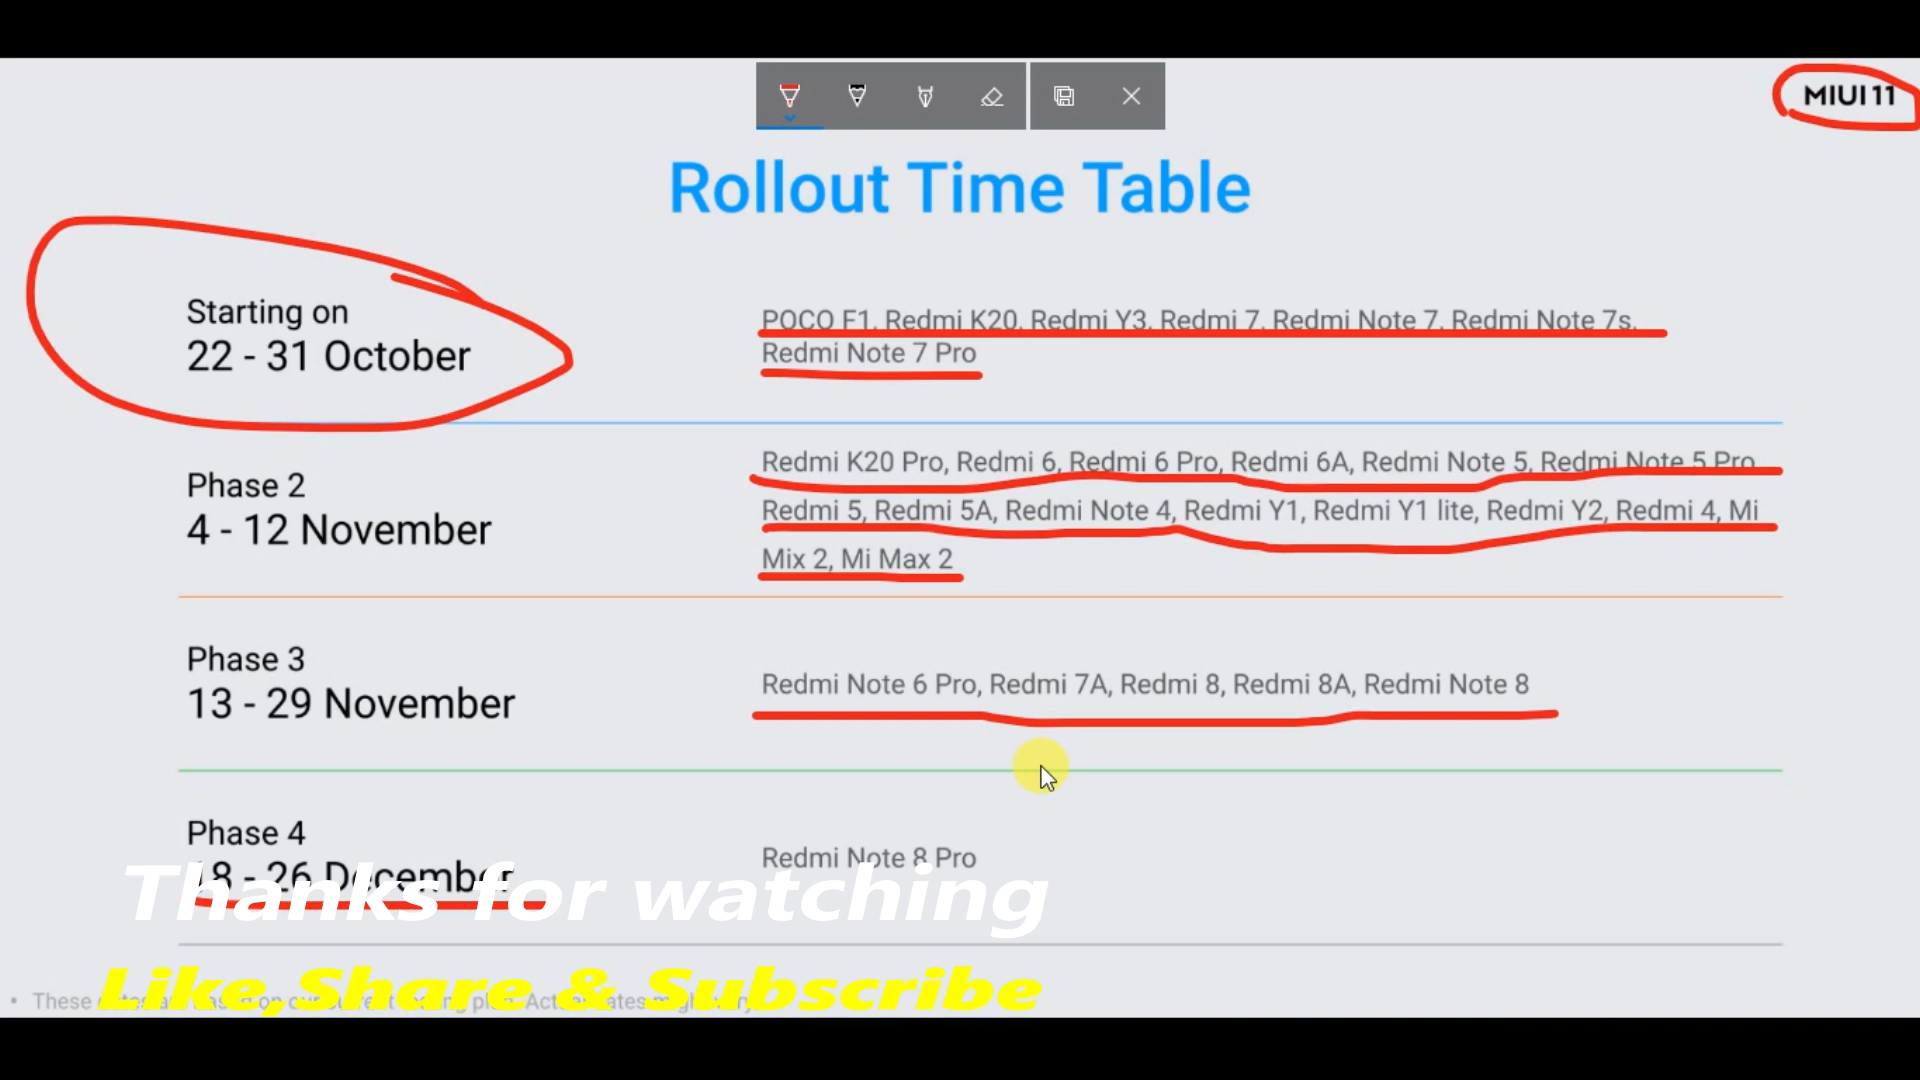 MIUI 11
Rollout Time Table
Starting on
22 - 31 October
POCO F1, Redmi K20, Redmi Y3, Redmi 7, Redmi Note 7, Redmi Note 7s,
Redmi Note 7 Pro
Phase 2
4 - 12 November
Redmi K20 Pro, Redmi 6, Redmi 6 Pro, Redmi 6A, Redmi Note 5, Redmi Note 5 Pro
Redmi 5, Redmi 5A, Redmi Note 4, Redmi Y1, Redmi Y1 lite, Redmi Y2, Redmi 4, Mi
Mix 2, Mi Max 2
Phase 3
13 - 29 November
Redmi Note 6 Pro, Redmi 7A, Redmi 8, Redmi 8A, Redmi Note 8
Phase 4
18 - 26 December
Redmi Note 8 Pro
Thanks for watching
Like,Share & Subscribe
• These